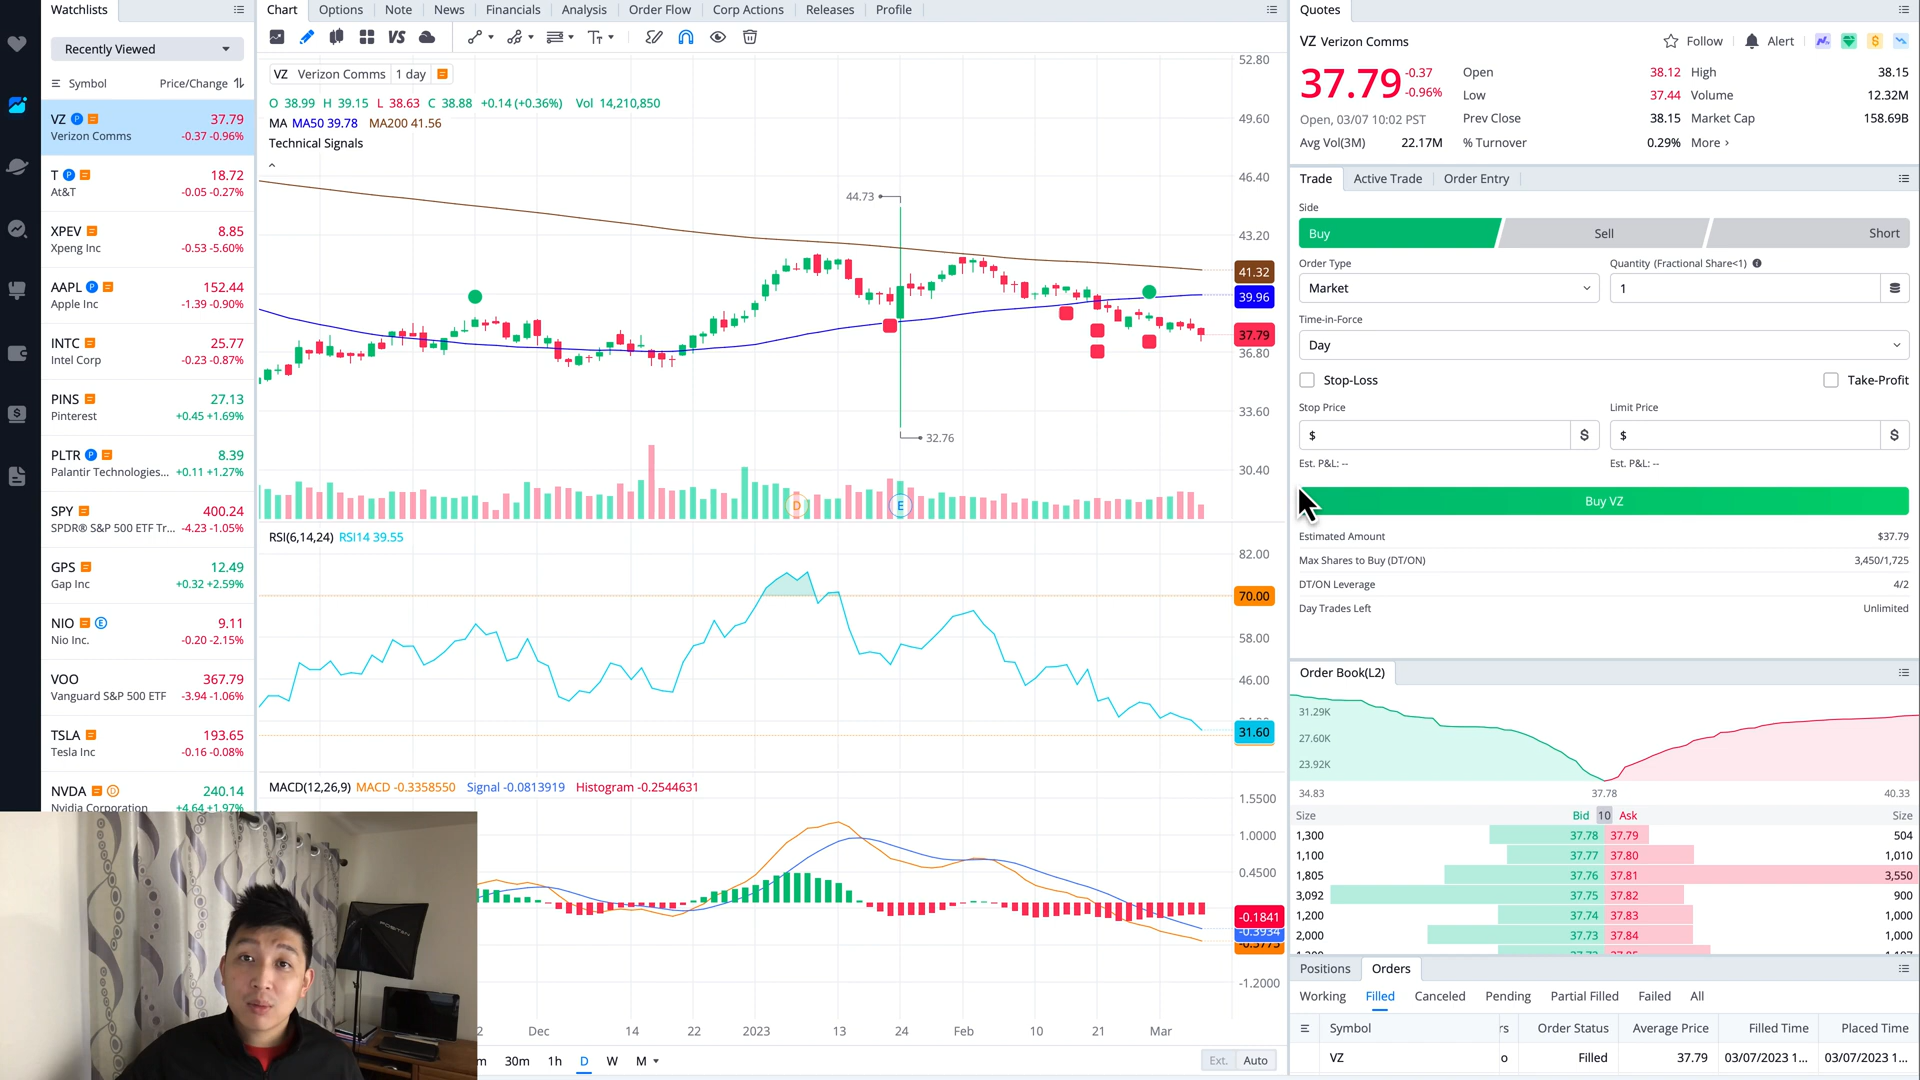 Watchlists
Recently Viewed
Symbol Price/Change
VZ P 37.79
Verizon Comms -0.37 -0.96%
T P 18.72
At&T -0.05 -0.27%
XPEV 8.85
Xpeng Inc -0.53 -5.60%
AAPL P 152.44
Apple Inc -1.39 -0.90%
INTC 25.77
Intel Corp -0.23 -0.87%
PINS 27.13
Pinterest +0.45 +1.69%
PLTR P 8.39
Palantir Technologies... +0.11 +1.27%
SPY 400.24
SPDR® S&P 500 ETF Tr... -4.23 -1.05%
GPS 12.49
Gap Inc +0.32 +2.59%
NIO E 9.11
Nio Inc. -0.20 -2.15%
VOO 367.79
Vanguard S&P 500 ETF -3.94 -1.06%
TSLA 193.65
Tesla Inc -0.16 -0.08%
NVDA D 240.14
Nvidia Corporation +4.64 +1.97%
Chart Options Note News Financials Analysis Order Flow Corp Actions Releases Profile
VS
VZ Verizon Comms 1 day
O 38.99 H 39.15 L 38.63 C 38.88 +0.14 (+0.36%) Vol 14,210,850
MA MA50 39.78 MA200 41.56
Technical Signals
52.80
49.60
46.40
43.20
41.32
39.96
37.79
36.80
33.60
30.40
44.73
32.76
D E
RSI(6,14,24) RSI14 39.55
82.00
70.00
58.00
46.00
31.60
MACD(12,26,9) MACD -0.3358550 Signal -0.0813919 Histogram -0.2544631
1.5500
1.0000
0.4500
-0.1841
-0.3934
-0.5775
-1.2000
2 Dec 14 22 2023 13 24 Feb 10 21 Mar
m 30m 1h D W M Ext. Auto
Quotes
VZ Verizon Comms Follow Alert
37.79 -0.37
-0.96%
Open, 03/07 10:02 PST
Open 38.12 High 38.15
Low 37.44 Volume 12.32M
Prev Close 38.15 Market Cap 158.69B
Avg Vol(3M) 22.17M % Turnover 0.29% More ›
Trade Active Trade Order Entry
Side
Buy Sell Short
Order Type Quantity (Fractional Share<1)
Market 1
Time-in-Force
Day
Stop-Loss Take-Profit
Stop Price Limit Price
$ $ $ $
Est. P&L: -- Est. P&L: --
Buy VZ
Estimated Amount $37.79
Max Shares to Buy (DT/ON) 3,450/1,725
DT/ON Leverage 4/2
Day Trades Left Unlimited
Order Book(L2)
31.29K
27.60K
23.92K
34.83 37.78 40.33
Size Bid 10 Ask Size
1,300 37.78 37.79 504
1,100 37.77 37.80 1,010
1,805 37.76 37.81 3,550
3,092 37.75 37.82 900
1,200 37.74 37.83 1,000
2,000 37.73 37.84 1,000
Positions Orders
Working Filled Canceled Pending Partial Filled Failed All
Symbol rs Order Status Average Price Filled Time Placed Time
VZ o Filled 37.79 03/07/2023 1... 03/07/2023 1...